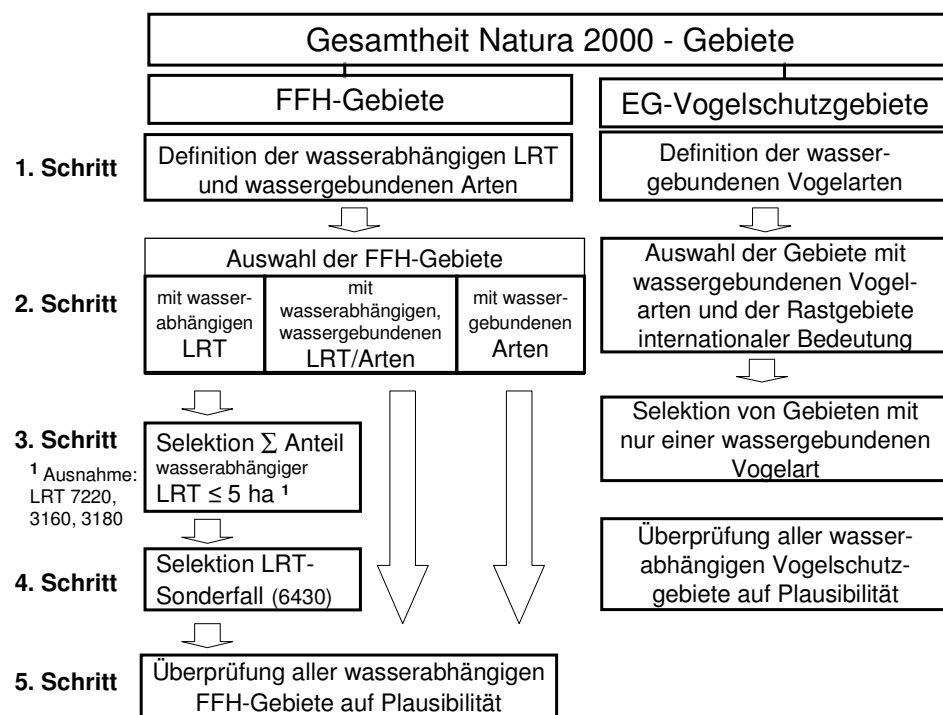 Gesamtheit Natura 2000 - Gebiete
FFH-Gebiete
EG-Vogelschutzgebiete
1. Schritt
Definition der wasserabhängigen LRT
und wassergebundenen Arten
Definition der wasser-
gebundenen Vogelarten
2. Schritt
Auswahl der FFH-Gebiete
mit wasser-
abhängigen
LRT
mit
wasserabhängigen,
wassergebundenen
LRT/Arten
mit wasser-
gebundenen
Arten
Auswahl der Gebiete mit
wassergebundenen Vogel-
arten und der Rastgebiete
internationaler Bedeutung
3. Schritt
¹ Ausnahme:
LRT 7220,
3160, 3180
Selektion Σ Anteil
wasserabhängiger
LRT ≤ 5 ha ¹
Selektion von Gebieten mit
nur einer wassergebundenen
Vogelart
4. Schritt
Selektion LRT-
Sonderfall (6430)
Überprüfung aller wasser-
abhängigen Vogelschutz-
gebiete auf Plausibilität
5. Schritt
Überprüfung aller wasserabhängigen
FFH-Gebiete auf Plausibilität